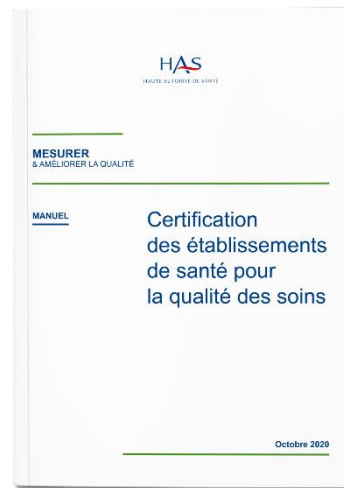 HAS
HAUTE AUTORITÉ DE SANTÉ
MESURER
& AMÉLIORER LA QUALITÉ
MANUEL
Certification
des établissements
de santé pour
la qualité des soins
Octobre 2020